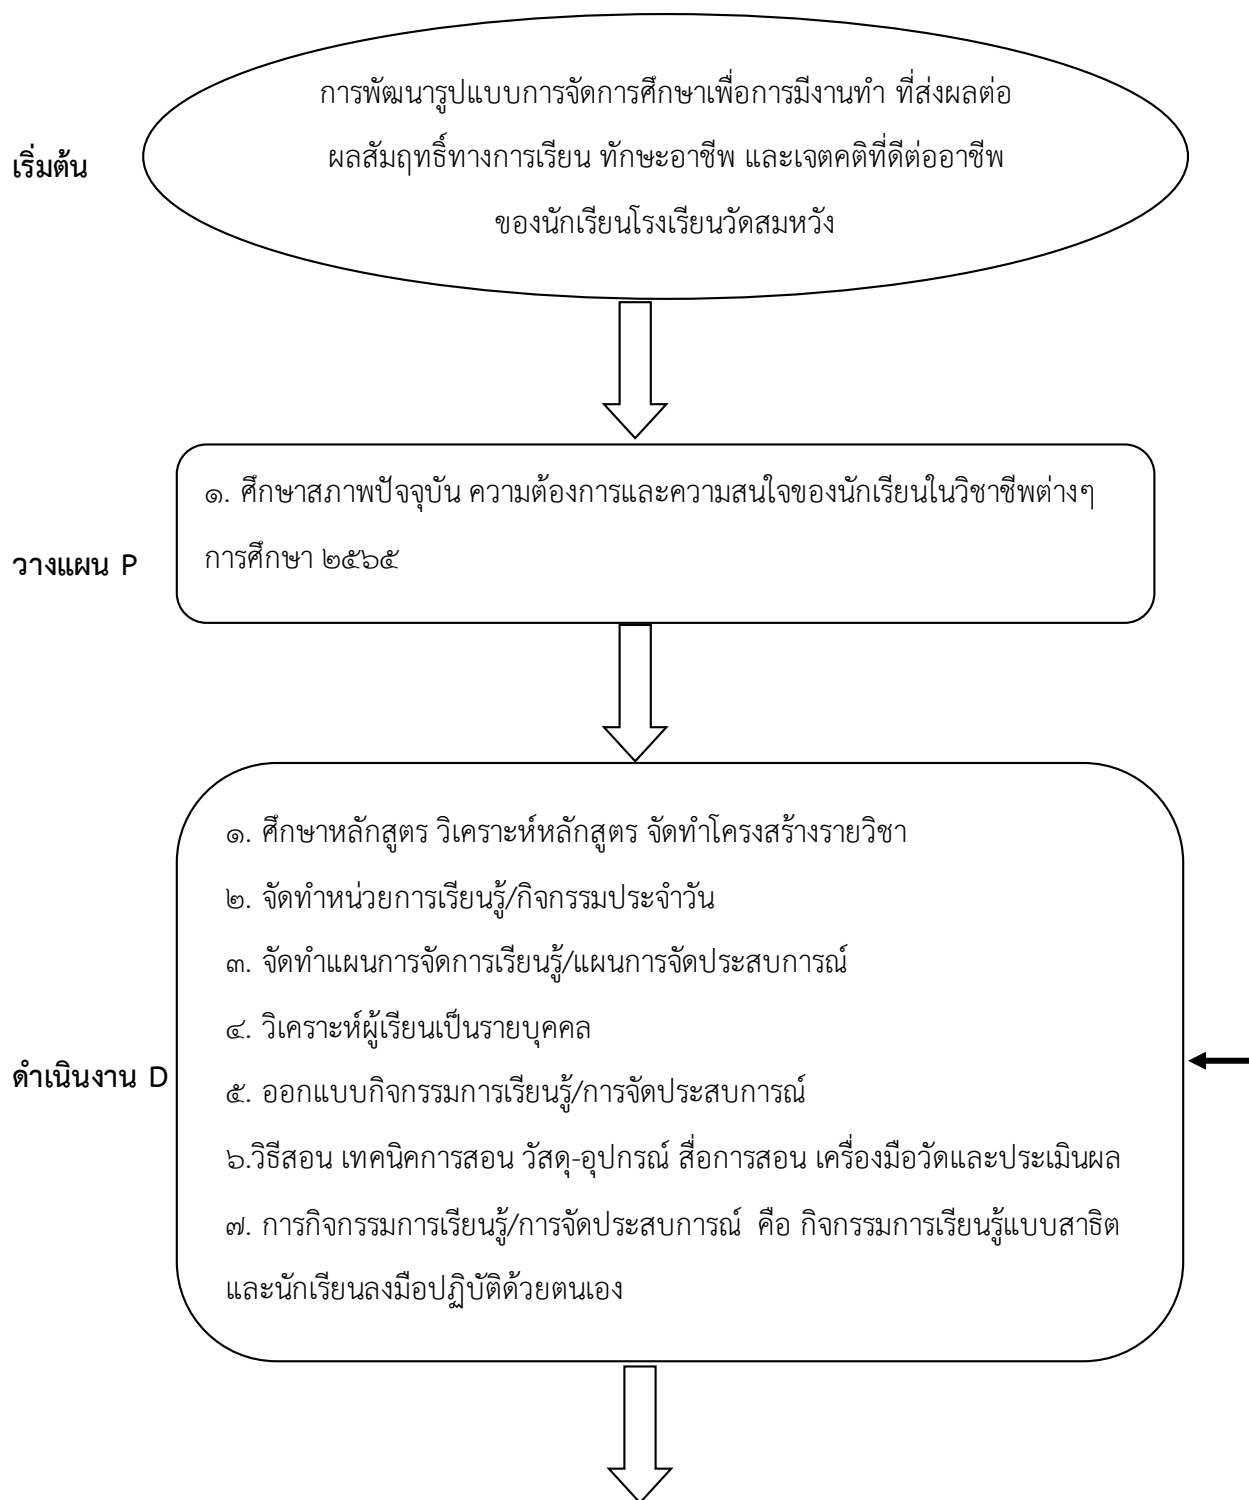 การพัฒนารูปแบบการจัดการศึกษาเพื่อการมีงานทำ ที่ส่งผลต่อ
เริ่มต้น
ผลสัมฤทธิ์ทางการเรียน ทักษะอาชีพ และเจตคติที่ดีต่ออาชีพ
ของนักเรียนโรงเรียนวัดสมหวัง
๑. ศึกษาสภาพปัจจุบัน ความต้องการและความสนใจของนักเรียนในวิชาชีพต่างๆ
วางแผน P
การศึกษา ๒๕๖๕
๑. ศึกษาหลักสูตร วิเคราะห์หลักสูตร จัดทำโครงสร้างรายวิชา
๒. จัดทำหน่วยการเรียนรู้/กิจกรรมประจำวัน
๓. จัดทำแผนการจัดการเรียนรู้/แผนการจัดประสบการณ์
๔. วิเคราะห์ผู้เรียนเป็นรายบุคคล
ดำเนินงาน D
๕. ออกแบบกิจกรรมการเรียนรู้/การจัดประสบการณ์
๖.วิธีสอน เทคนิคการสอน วัสดุ-อุปกรณ์ สื่อการสอน เครื่องมือวัดและประเมินผล
๗. การกิจกรรมการเรียนรู้/การจัดประสบการณ์ คือ กิจกรรมการเรียนรู้แบบสาธิต
และนักเรียนลงมือปฏิบัติด้วยตนเอง